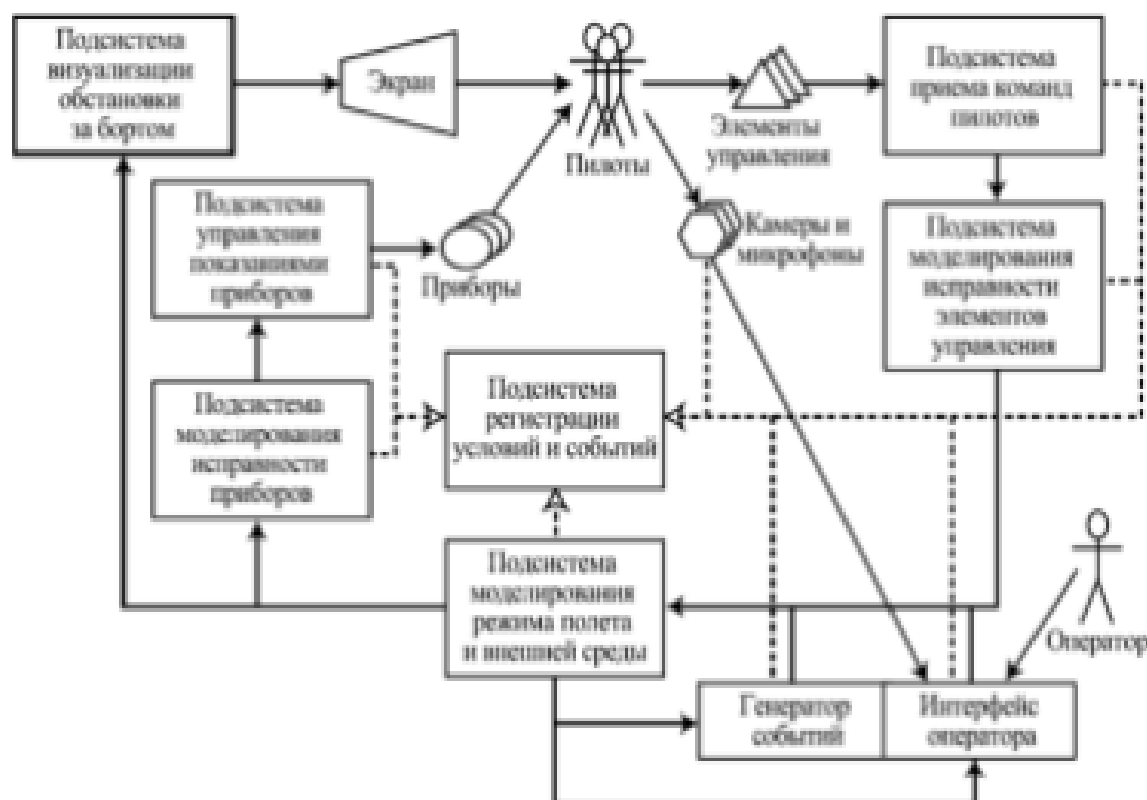 Подсистема
визуализации
обстановки
за бортом
Экран
Пилоты
Элементы
управления
Подсистема
приема команд
пилотов
Подсистема
управления
показаниями
приборов
Приборы
Камеры и
микрофоны
Подсистема
моделирования
исправности
элементов
управления
Подсистема
моделирования
исправности
приборов
Подсистема
регистрации
условий и событий
Подсистема
моделирования
режима полета
и внешней среды
Оператор
Генератор
событий
Интерфейс
оператора